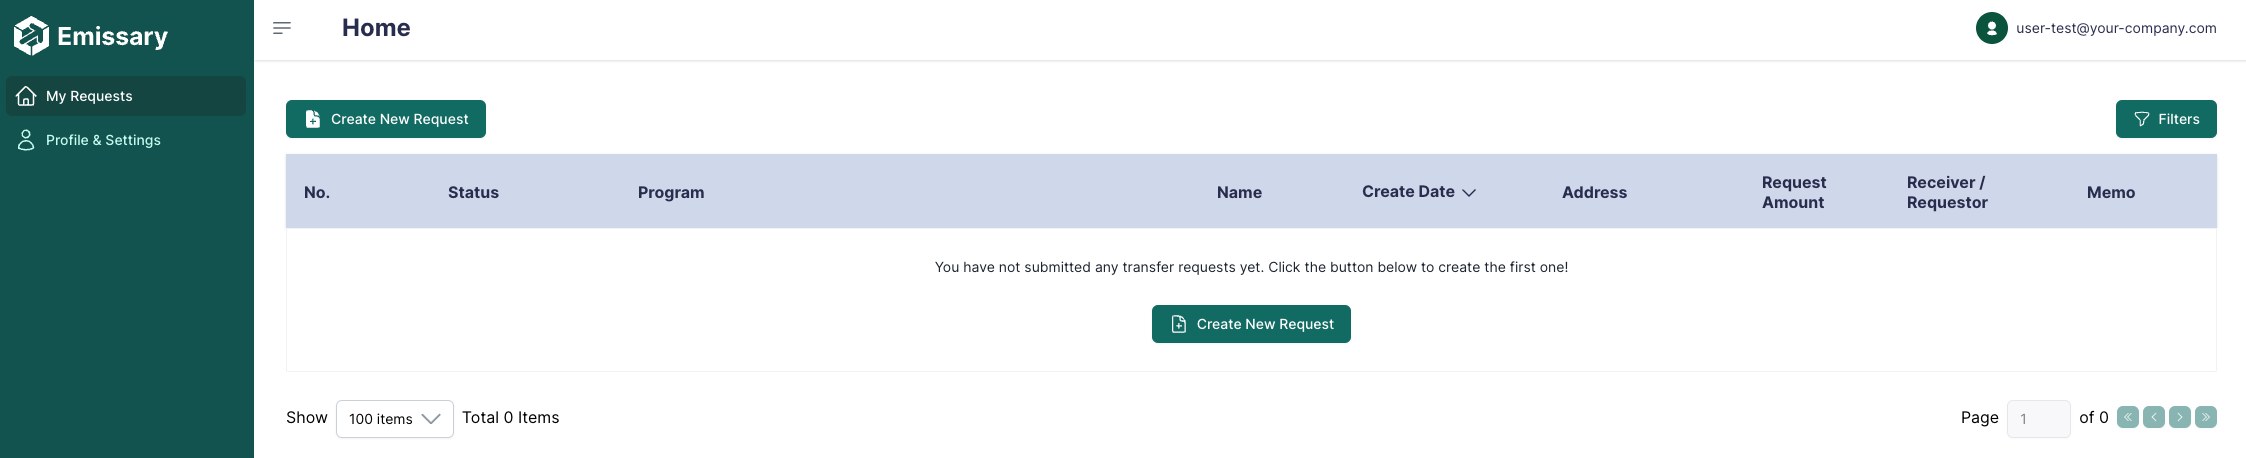 Emissary
My Requests
Profile & Settings
Home
user-test@your-company.com
Create New Request
Filters
No. Status Program Name Create Date Address Request Amount Receiver / Requestor Memo
You have not submitted any transfer requests yet. Click the button below to create the first one!
Create New Request
Show 100 items Total 0 Items
Page 1 of 0